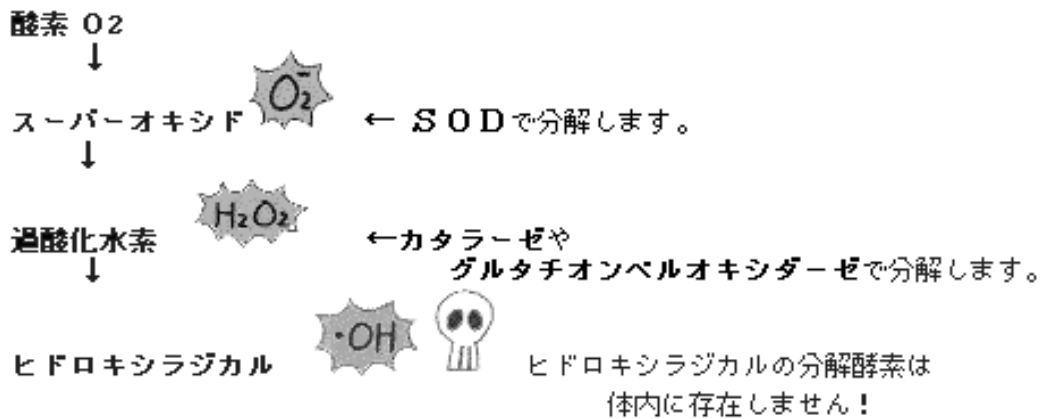 酸素 O2
↓
スーパーオキシド O₂⁻ ← SODで分解します。
↓
過酸化水素 H₂O₂ ←カタラーゼや
グルタチオンペルオキシダーゼで分解します。
↓
ヒドロキシラジカル ·OH ヒドロキシラジカルの分解酵素は
体内に存在しません！